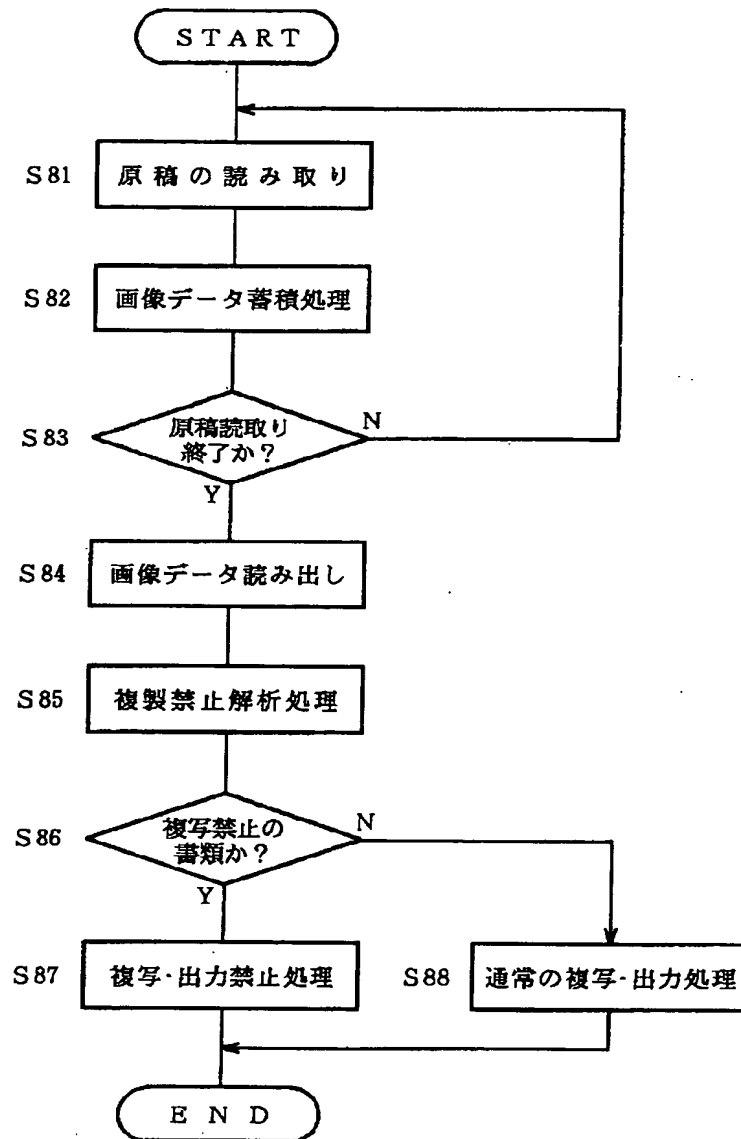 START
S81 原稿の読み取り
S82 画像データ蓄積処理
S83 原稿読取り
終了か？
N
Y
S84 画像データ読み出し
S85 複製禁止解析処理
S86 複写禁止の
書類か？
N
Y
S87 複写･出力禁止処理
S88 通常の複写･出力処理
END